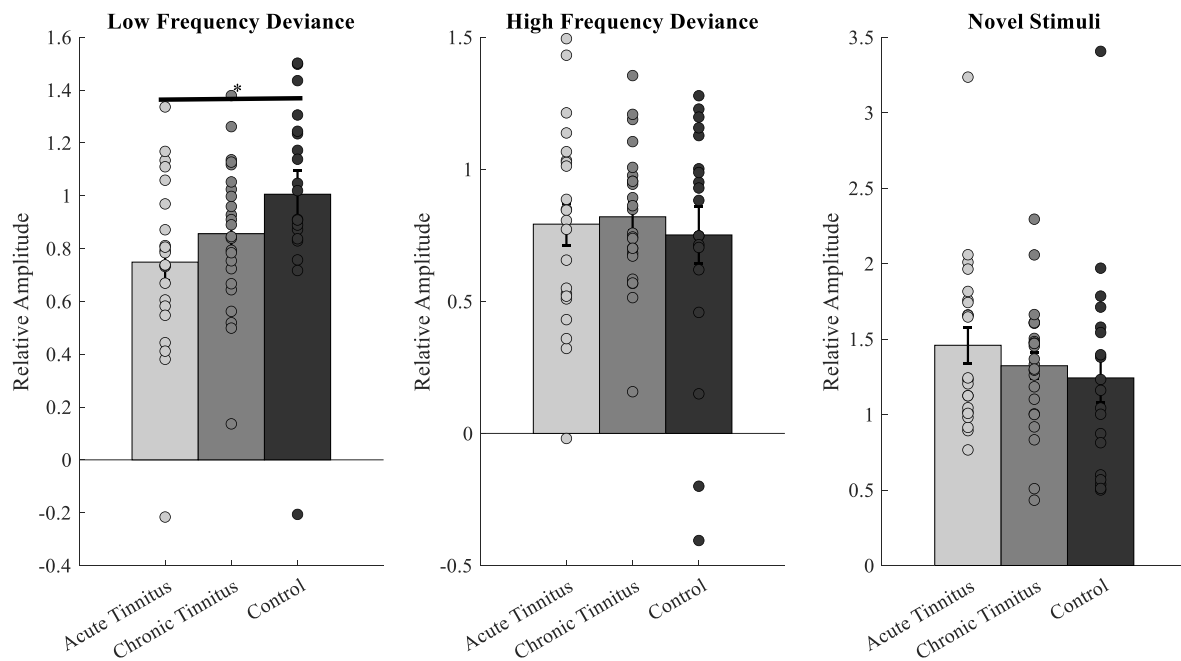 Low Frequency Deviance
1.6
1.4
1.2
1
0.8
0.6
0.4
0.2
0
-0.2
-0.4
Relative Amplitude
*
Acute Tinnitus
Chronic Tinnitus
Control
High Frequency Deviance
1.5
1
0.5
0
-0.5
Relative Amplitude
Acute Tinnitus
Chronic Tinnitus
Control
Novel Stimuli
3.5
3
2.5
2
1.5
1
0.5
0
Relative Amplitude
Acute Tinnitus
Chronic Tinnitus
Control